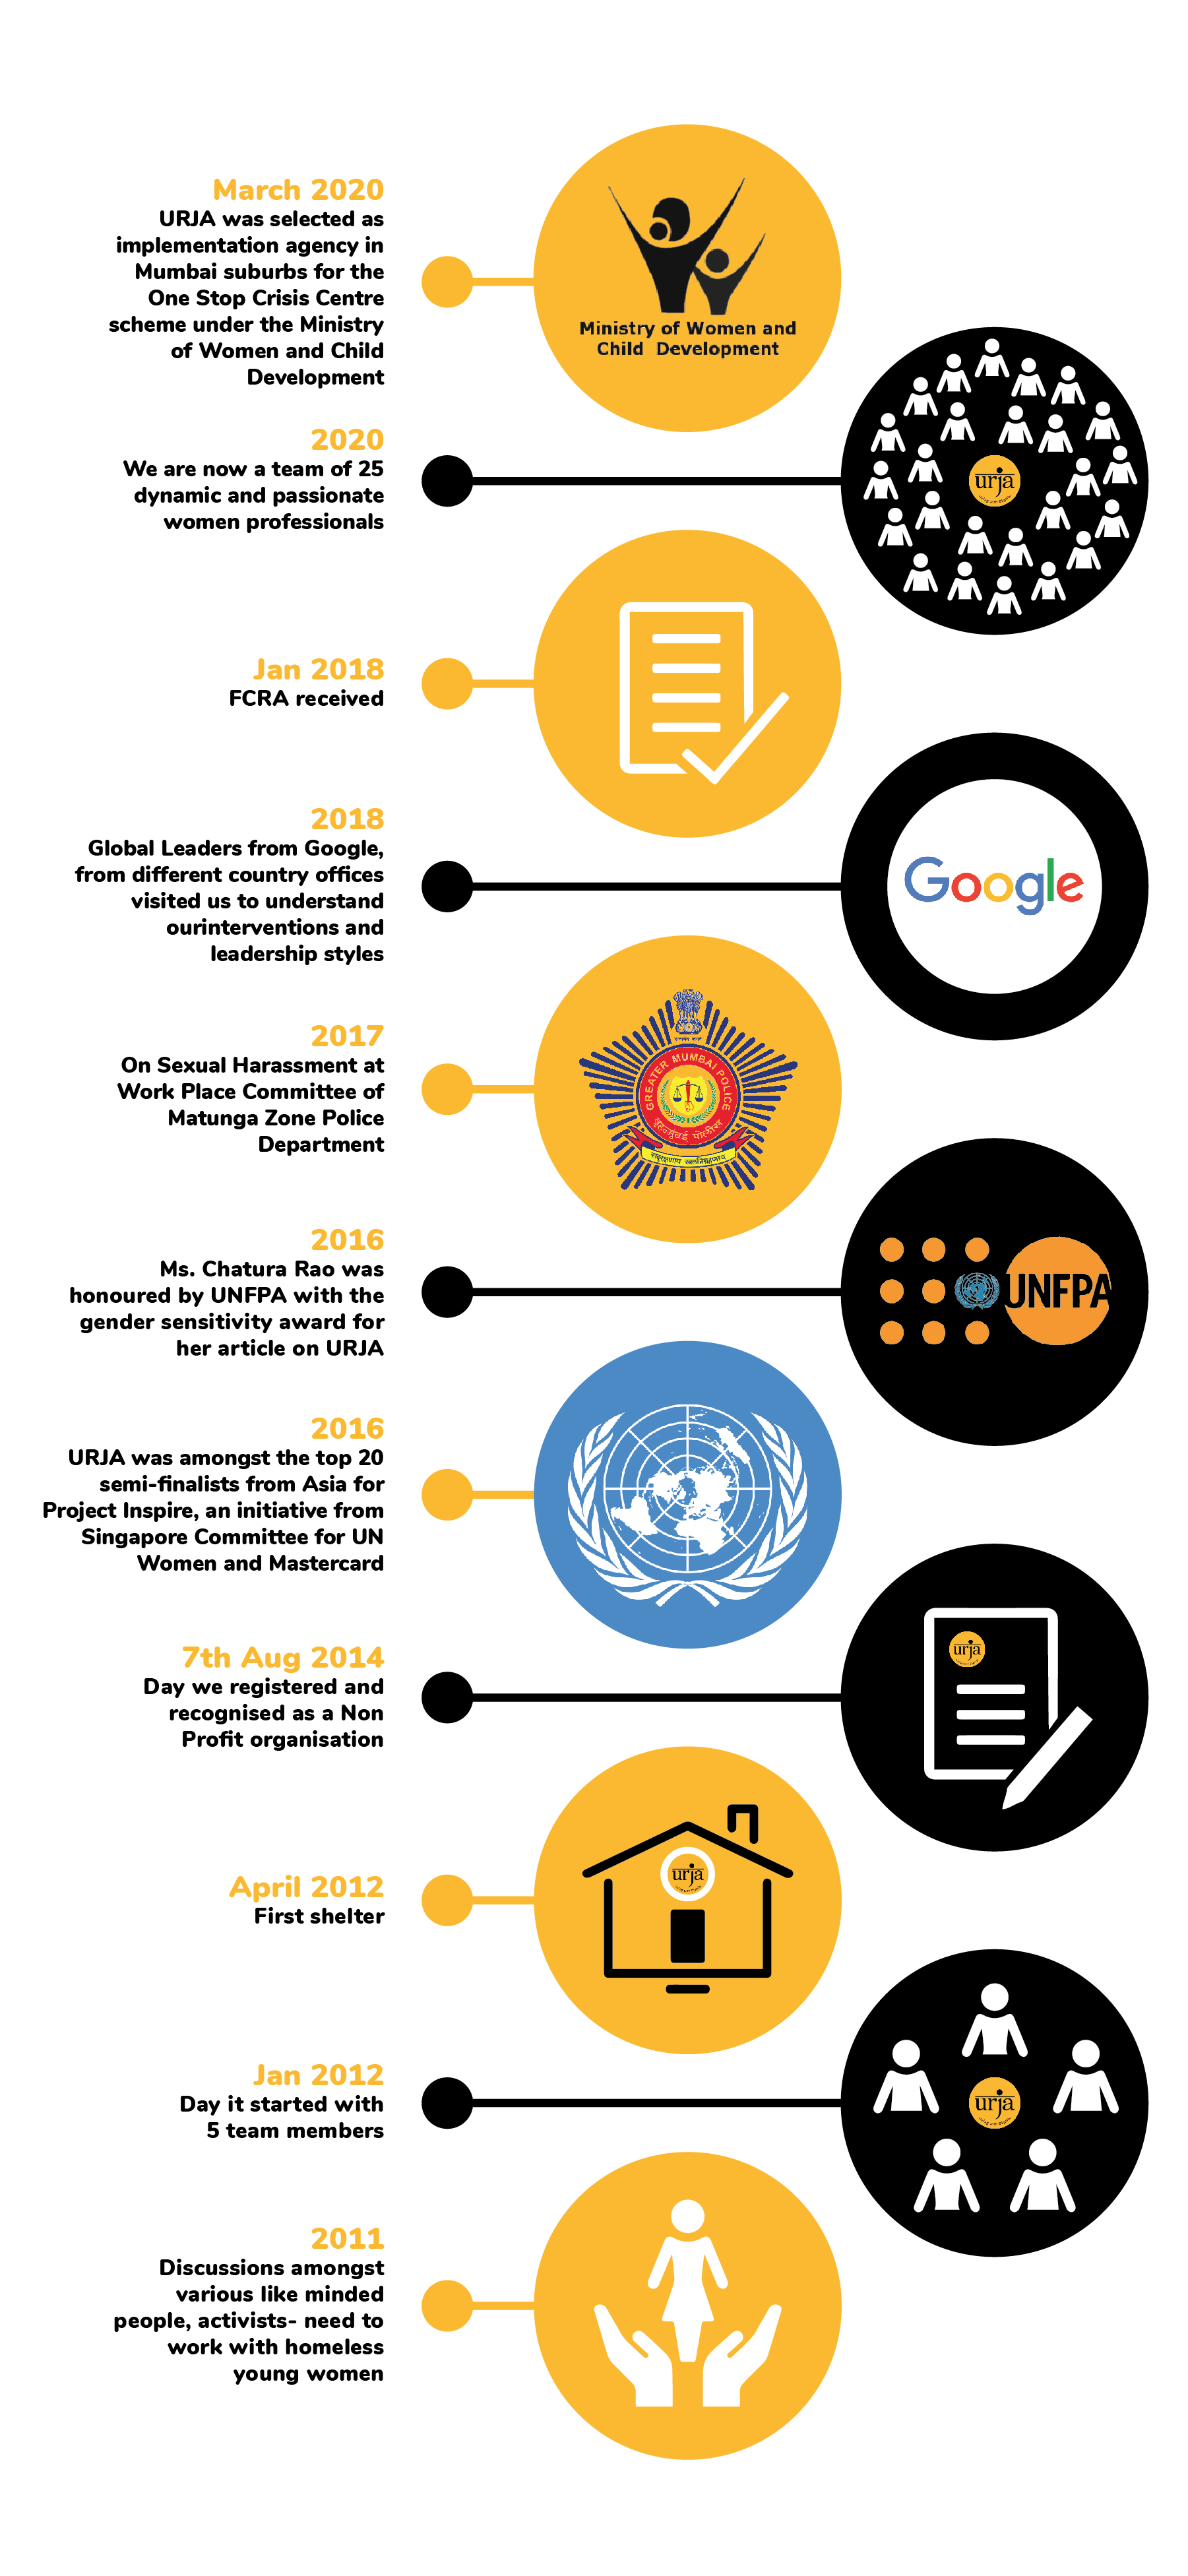 March 2020
URJA was selected as
implementation agency in
Mumbai suburbs for the
One Stop Crisis Centre
scheme under the Ministry
of Women and Child
Development
Ministry of Women and
Child Development
2020
We are now a team of 25
dynamic and passionate
women professionals
urja
Jan 2018
FCRA received
2018
Global Leaders from Google,
from different country offices
visited us to understand
ourinterventions and
leadership styles
Google
2017
On Sexual Harassment at
Work Place Committee of
Matunga Zone Police
Department
GREATER MUMBAI POLICE
2016
Ms. Chatura Rao was
honoured by UNFPA with the
gender sensitivity award for
her article on URJA
UNFPA
2016
URJA was amongst the top 20
semi-finalists from Asia for
Project Inspire, an initiative from
Singapore Committee for UN
Women and Mastercard
7th Aug 2014
Day we registered and
recognised as a Non
Profit organisation
urja
April 2012
First shelter
urja
Jan 2012
Day it started with
5 team members
urja
2011
Discussions amongst
various like minded
people, activists- need to
work with homeless
young women